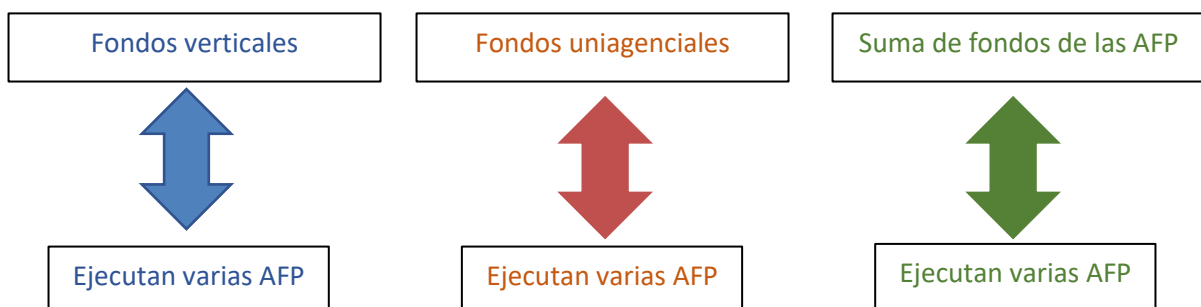 Fondos verticales
Fondos uniagenciales
Suma de fondos de las AFP
Ejecutan varias AFP
Ejecutan varias AFP
Ejecutan varias AFP